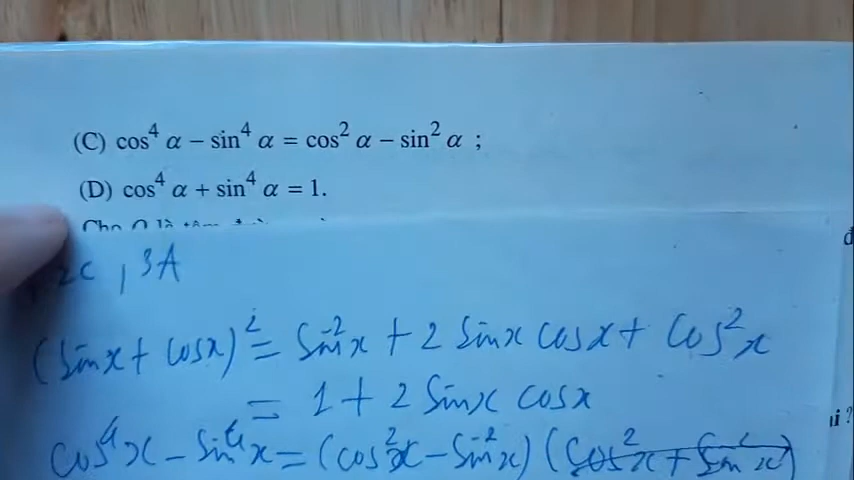 (C) cos⁴ α − sin⁴ α = cos² α − sin² α ;
(D) cos⁴ α + sin⁴ α = 1.
2C , 3A
(Sinx + Cosx)² = Sin²x + 2 Sinx Cosx + Cos²x
= 1 + 2 Sinx Cosx
Cos⁴x − Sin⁴x = (Cos²x − Sin²x) (Cos²x + Sin²x)